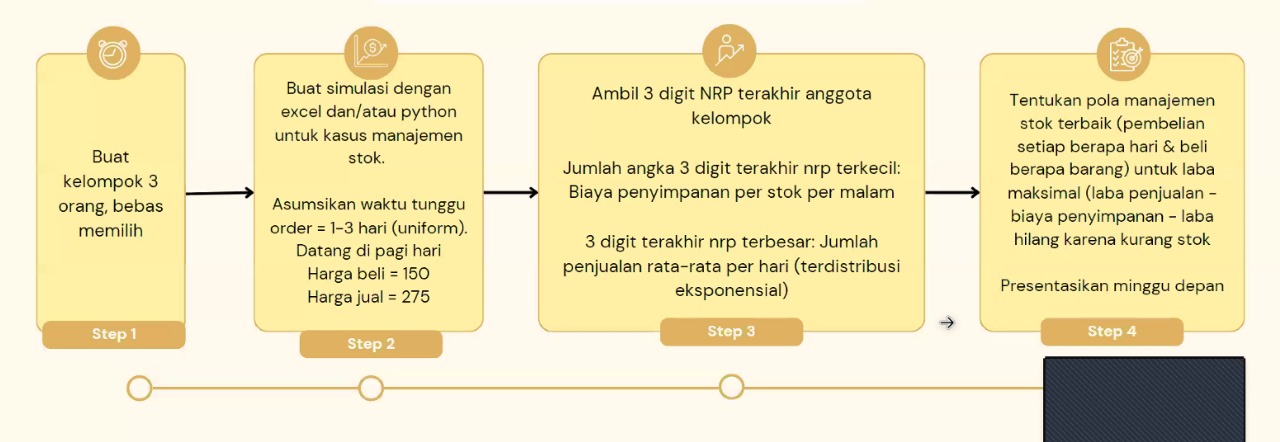 Buat
kelompok 3
orang, bebas
memilih
Step 1
Buat simulasi dengan
excel dan/atau python
untuk kasus manajemen
stok.
Asumsikan waktu tunggu
order = 1-3 hari (uniform).
Datang di pagi hari
Harga beli = 150
Harga jual = 275
Step 2
Ambil 3 digit NRP terakhir anggota
kelompok
Jumlah angka 3 digit terakhir nrp terkecil:
Biaya penyimpanan per stok per malam
3 digit terakhir nrp terbesar: Jumlah
penjualan rata-rata per hari (terdistribusi
eksponensial)
Step 3
Tentukan pola manajemen
stok terbaik (pembelian
setiap berapa hari & beli
berapa barang) untuk laba
maksimal (laba penjualan -
biaya penyimpanan - laba
hilang karena kurang stok
Presentasikan minggu depan
Step 4